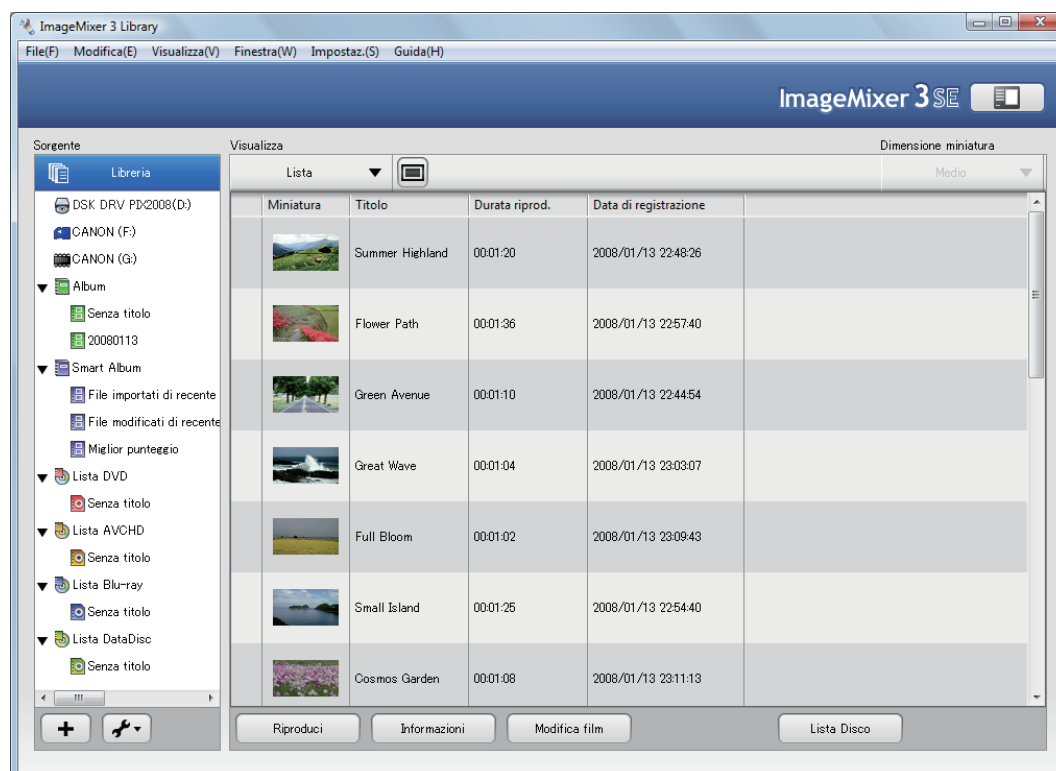 ImageMixer 3 Library
File(F) Modifica(E) Visualizza(V) Finestra(W) Impostaz.(S) Guida(H)
ImageMixer 3 SE
Sorgente
Visualizza
Dimensione miniatura
Libreria
Lista
Medio
DSK DRV PIX2008(D:)
CANON (F:)
CANON (G:)
Album
Senza titolo
20080113
Smart Album
File importati di recente
File modificati di recente
Miglior punteggio
Lista DVD
Senza titolo
Lista AVCHD
Senza titolo
Lista Blu-ray
Senza titolo
Lista DataDisc
Senza titolo
Miniatura Titolo Durata riprod. Data di registrazione
Summer Highland 00:01:20 2008/01/13 22:48:26
Flower Path 00:01:36 2008/01/13 22:57:40
Green Avenue 00:01:10 2008/01/13 22:44:54
Great Wave 00:01:04 2008/01/13 23:03:07
Full Bloom 00:01:02 2008/01/13 23:09:43
Small Island 00:01:25 2008/01/13 22:54:40
Cosmos Garden 00:01:08 2008/01/13 23:11:13
Riproduci Informazioni Modifica film Lista Disco